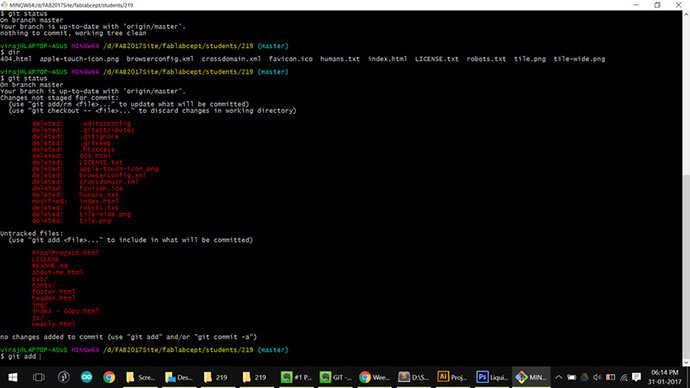 MINGW64:/d/FAB2017Site/fablabcept/students/219
$ git status
On branch master
Your branch is up-to-date with 'origin/master'.
nothing to commit, working tree clean
viraj@LAPTOP-ASUS MINGW64 /d/FAB2017Site/fablabcept/students/219 (master)
$ dir
404.html apple-touch-icon.png browserconfig.xml crossdomain.xml favicon.ico humans.txt index.html LICENSE.txt robots.txt tile.png tile-wide.png
viraj@LAPTOP-ASUS MINGW64 /d/FAB2017Site/fablabcept/students/219 (master)
$ git status
On branch master
Your branch is up-to-date with 'origin/master'.
Changes not staged for commit:
(use "git add/rm <file>..." to update what will be committed)
(use "git checkout -- <file>..." to discard changes in working directory)
deleted: .editorconfig
deleted: .gitattributes
deleted: .gitignore
deleted: .gitkeep
deleted: .htaccess
deleted: 404.html
deleted: LICENSE.txt
deleted: apple-touch-icon.png
deleted: browserconfig.xml
deleted: crossdomain.xml
deleted: favicon.ico
deleted: humans.txt
modified: index.html
deleted: robots.txt
deleted: tile-wide.png
deleted: tile.png
Untracked files:
(use "git add <file>..." to include in what will be committed)
FinalProject.html
LICENSE
README.md
about-me.html
css/
fonts/
footer.html
header.html
img/
index - Copy.html
js/
weekly.html
no changes added to commit (use "git add" and/or "git commit -a")
viraj@LAPTOP-ASUS MINGW64 /d/FAB2017Site/fablabcept/students/219 (master)
$ git add
Scre...
Des...
219
219
#1 P...
GIT -...
Wee...
D:\S...
Proj...
Liqui...
MIN...
06:14 PM
31-01-2017